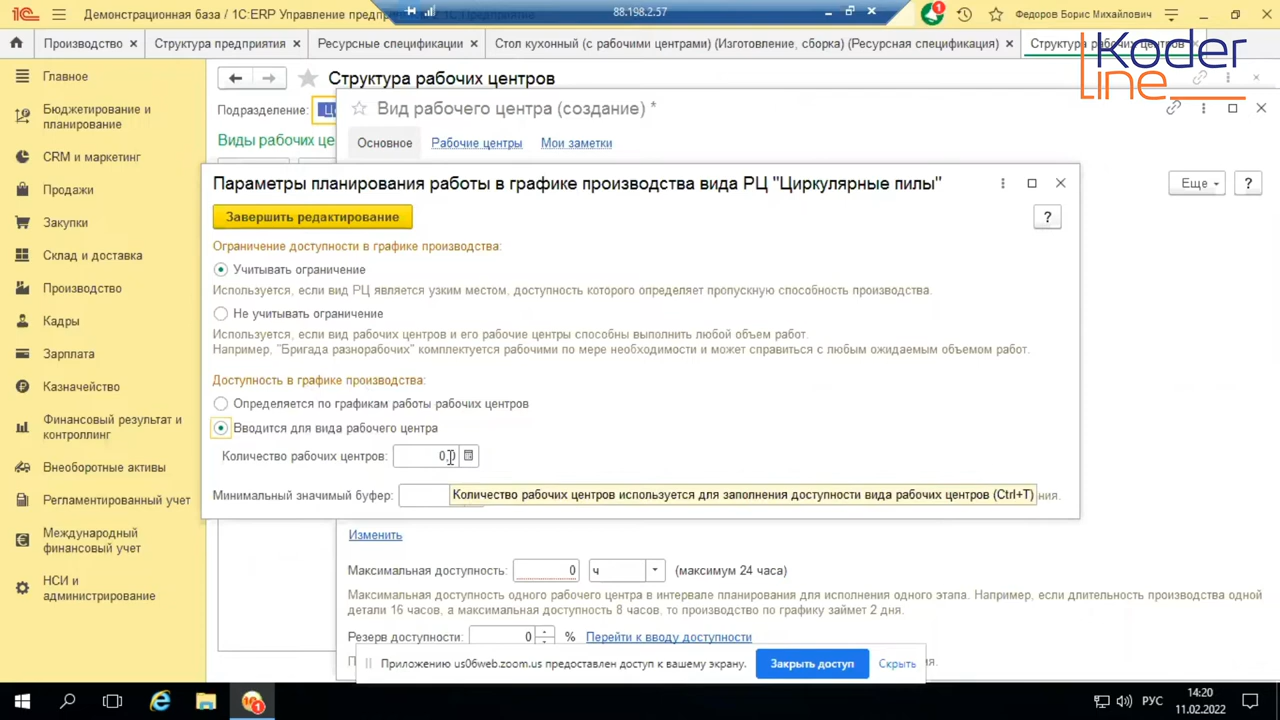 Демонстрационная база / 1С:ERP Управление предпр
88.198.2.57
1С:Предприятие
1
Федоров Борис Михайлович
Производство
Структура предприятия
Ресурсные спецификации
Стол кухонный (с рабочими центрами) (Изготовление, сборка) (Ресурсная спецификация)
Структура рабочих центров
Koder
line
Главное
Бюджетирование и
планирование
CRM и маркетинг
Продажи
Закупки
Склад и доставка
Производство
Кадры
Зарплата
Казначейство
Финансовый результат и
контроллинг
Внеоборотные активы
Регламентированный учет
Международный
финансовый учет
НСИ и
администрирование
Структура рабочих центров
Подразделение:
Виды рабочих це
Вид рабочего центра (создание) *
Основное
Рабочие центры
Мои заметки
Еще
?
Параметры планирования работы в графике производства вида РЦ "Циркулярные пилы"
Завершить редактирование
?
Ограничение доступности в графике производства:
Учитывать ограничение
Используется, если вид РЦ является узким местом, доступность которого определяет пропускную способность производства.
Не учитывать ограничение
Используется, если вид рабочих центров и его рабочие центры способны выполнить любой объем работ.
Например, "Бригада разнорабочих" комплектуется рабочими по мере необходимости и может справиться с любым ожидаемым объемом работ.
Доступность в графике производства:
Определяется по графикам работы рабочих центров
Вводится для вида рабочего центра
Количество рабочих центров:
Минимальный значимый буфер:
Количество рабочих центров используется для заполнения доступности вида рабочих центров (Ctrl+T)
ния.
Изменить
Максимальная доступность: 0 ч (максимум 24 часа)
Максимальная доступность одного рабочего центра в интервале планирования для исполнения одного этапа. Например, если длительность производства одной
детали 16 часов, а максимальная доступность 8 часов, то производство по графику займет 2 дня.
Резерв доступности: 0 % Перейти к вводу доступности
Приложению us06web.zoom.us предоставлен доступ к вашему экрану.
Закрыть доступ
Скрыть
РУС
14:20
11.02.2022